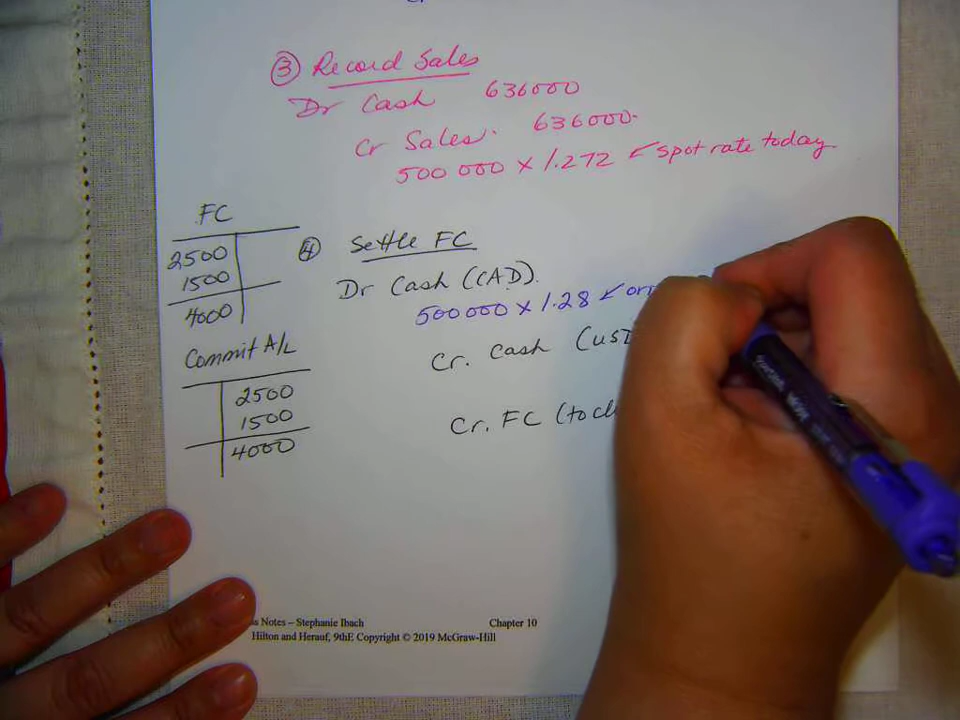 ③ Record Sales
Dr Cash 636000
Cr Sales. 636000.
500 000 × 1.272 ← spot rate today
FC
2500
1500
4000
④ Settle FC
Dr Cash (CAD).
500 000 × 1.28 ←
Cr. Cash
Cr. FC
Commit A/L
2500
1500
4000
Notes – Stephanie Ibach Chapter 10
Hilton and Herauf, 9thE Copyright © 2019 McGraw-Hill